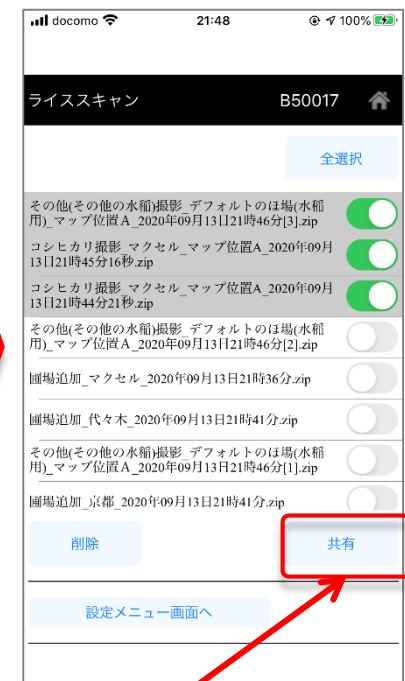 docomo 21:48 100%
ライススキャン B50017
全選択
その他(その他の水稲)撮影_デフォルトのほ場(水稲
用)_マップ位置A_2020年09月13日21時46分[3].zip
コシヒカリ撮影_マクセル_マップ位置A_2020年09月
13日21時45分16秒.zip
コシヒカリ撮影_マクセル_マップ位置A_2020年09月
13日21時44分21秒.zip
その他(その他の水稲)撮影_デフォルトのほ場(水稲
用)_マップ位置A_2020年09月13日21時46分[2].zip
圃場追加_マクセル_2020年09月13日21時36分.zip
圃場追加_代々木_2020年09月13日21時41分.zip
その他(その他の水稲)撮影_デフォルトのほ場(水稲
用)_マップ位置A_2020年09月13日21時46分[1].zip
圃場追加_京都_2020年09月13日21時41分.zip
削除 共有
設定メニュー画面へ